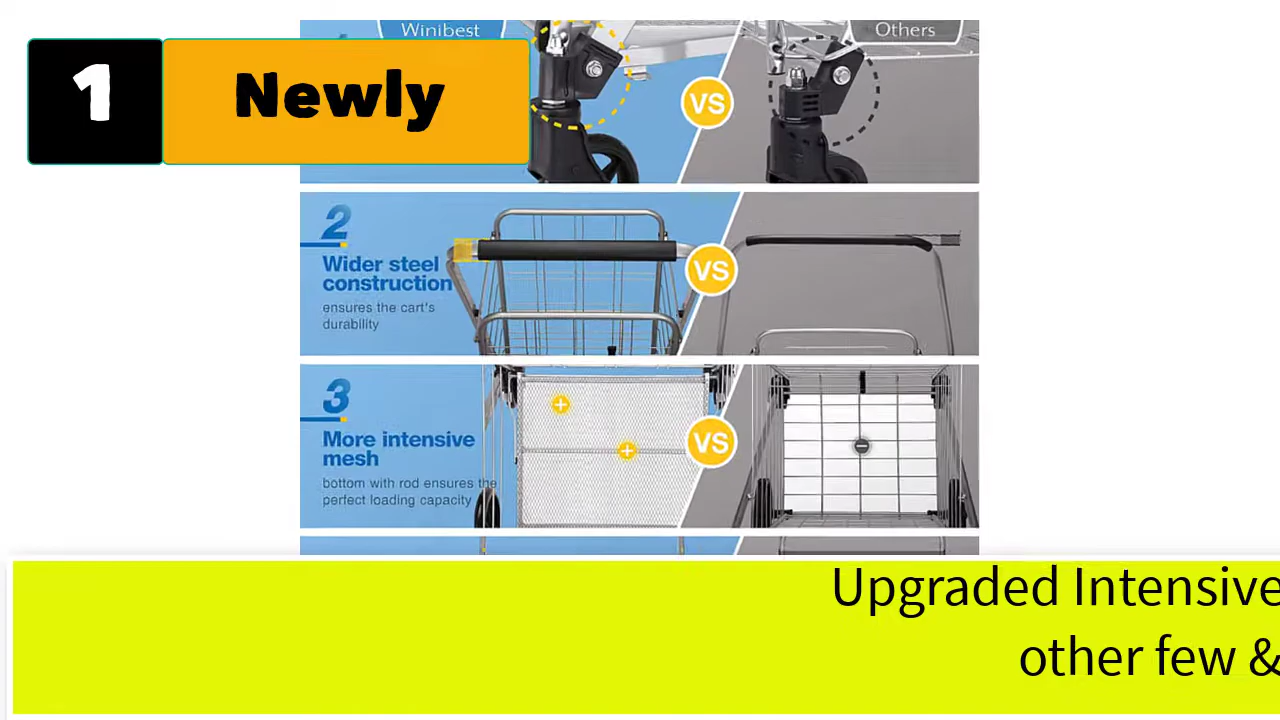 Winibest
Others
1
Newly
VS
2
Wider steel
construction
ensures the cart's
durability
VS
3
More intensive
mesh
bottom with rod ensures the
perfect loading capacity
VS
Upgraded Intensive
other few &